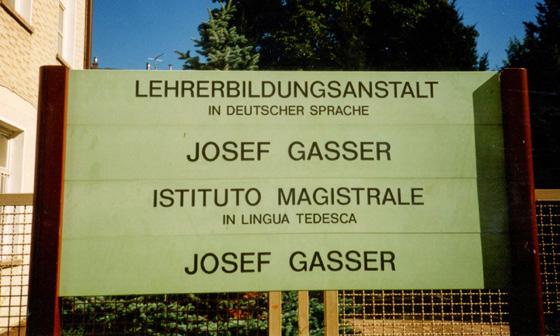 LEHRERBILDUNGSANSTALT
IN DEUTSCHER SPRACHE
JOSEF GASSER
ISTITUTO MAGISTRALE
IN LINGUA TEDESCA
JOSEF GASSER